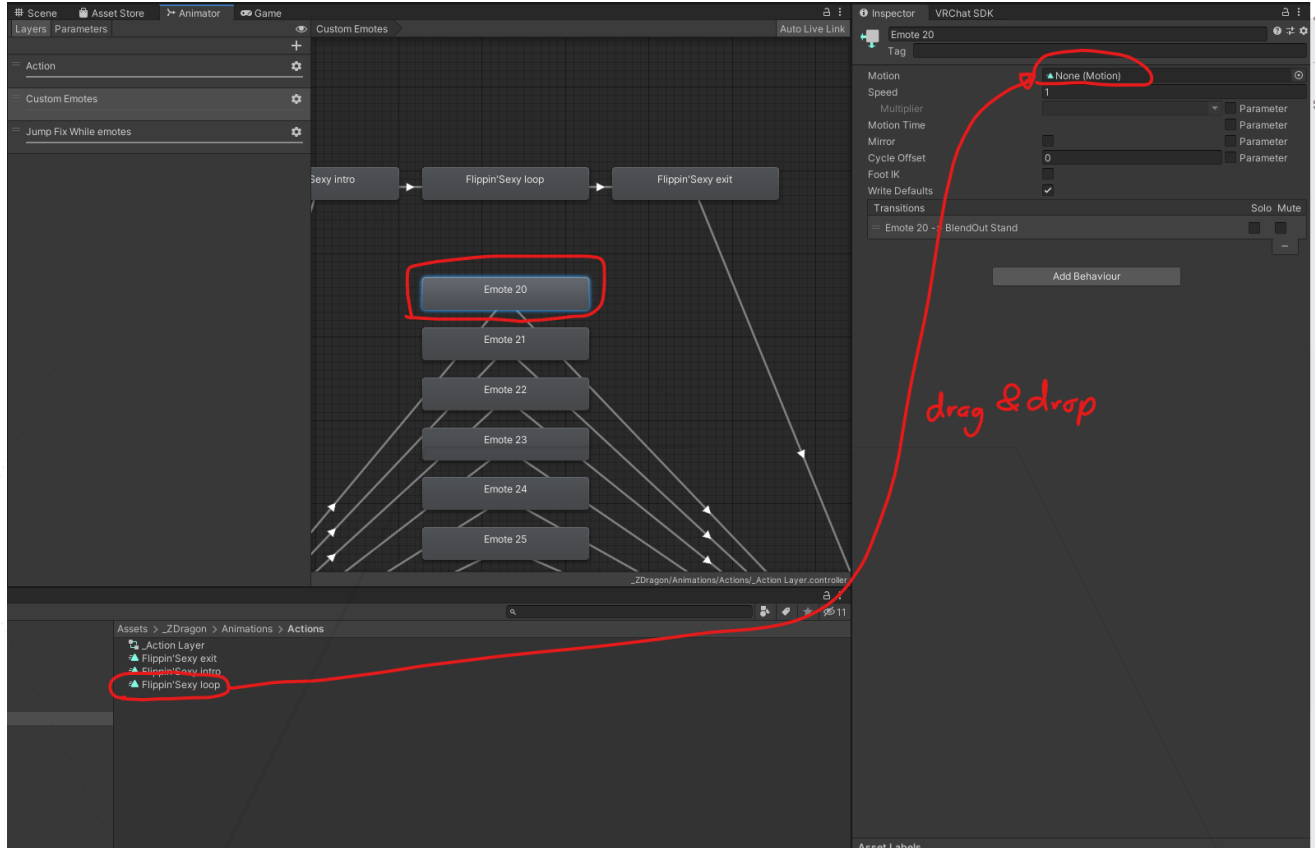 Scene Asset Store Animator Game
Layers Parameters Custom Emotes Auto Live Link
Action
Custom Emotes
Jump Fix While emotes
Sexy intro Flippin'Sexy loop Flippin'Sexy exit
Emote 20
Emote 21
Emote 22
Emote 23
Emote 24
Emote 25
_ZDragon/Animations/Actions/_Action Layer.controller
11
Assets > _ZDragon > Animations > Actions
_Action Layer
Flippin'Sexy exit
Flippin'Sexy intro
Flippin'Sexy loop
Inspector VRChat SDK
Emote 20
Tag
Motion None (Motion)
Speed 1
Multiplier Parameter
Motion Time Parameter
Mirror Parameter
Cycle Offset 0 Parameter
Foot IK
Write Defaults
Transitions Solo Mute
Emote 20 -> BlendOut Stand
Add Behaviour
drag & drop
Asset Labels